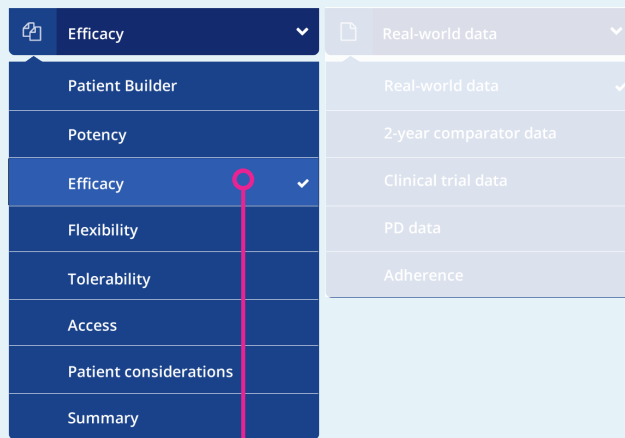 Efficacy
Patient Builder
Potency
Efficacy
Flexibility
Tolerability
Access
Patient considerations
Summary
Real-world data
Real-world data
2-year comparator data
Clinical trial data
PD data
Adherence